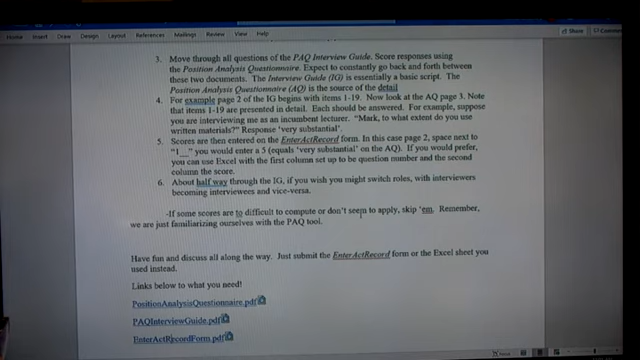 Home Insert Draw Design Layout References Mailings Review View Help
Share
3. Move through all questions of the PAQ Interview Guide. Score responses using
the Position Analysis Questionnaire. Expect to constantly go back and forth between
these two documents. The Interview Guide (IG) is essentially a basic script. The
Position Analysis Questionnaire (AQ) is the source of the detail
4. For example page 2 of the IG begins with items 1-19. Now look at the AQ page 3. Note
that items 1-19 are presented in detail. Each should be answered. For example, suppose
you are interviewing me as an incumbent lecturer. “Mark, to what extent do you use
written materials?” Response ‘very substantial’.
5. Scores are then entered on the EnterActRecord form. In this case page 2, space next to
“1__” you would enter a 5 (equals ‘very substantial’ on the AQ). If you would prefer,
you can use Excel with the first column set up to be question number and the second
column the score.
6. About half way through the IG, if you wish you might switch roles, with interviewers
becoming interviewees and vice-versa.
-If some scores are to difficult to compute or don’t seem to apply, skip ‘em. Remember,
we are just familiarizing ourselves with the PAQ tool.
Have fun and discuss all along the way. Just submit the EnterActRecord form or the Excel sheet you
used instead.
Links below to what you need!
PositionAnalysisQuestionnaire.pdf
PAQInterviewGuide.pdf
EnterActRecordForm.pdf